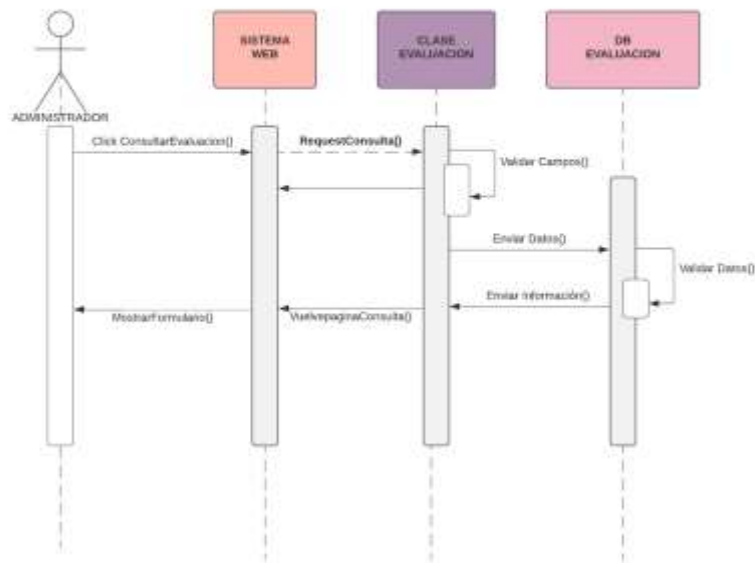 SISTEMA
WEB
CLASE
EVALUACION
DB
EVALUACION
ADMINISTRADOR
Click ConsultarEvaluacion()
RequestConsulta()
Validar Campos()
Enviar Datos()
Validar Datos()
Enviar Información()
MostrarFormulario()
VuelvepaginaConsulta()